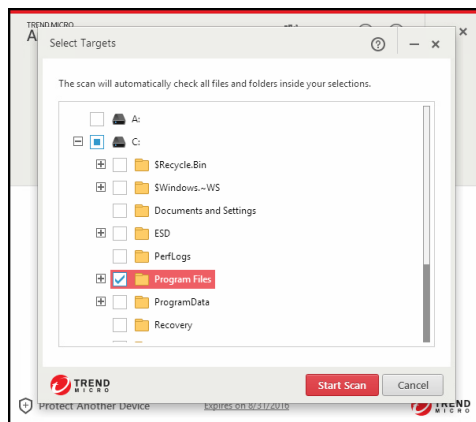 TREND MICRO
A
Select Targets
The scan will automatically check all files and folders inside your selections.
A:
C:
$Recycle.Bin
$Windows.~WS
Documents and Settings
ESD
PerfLogs
Program Files
ProgramData
Recovery
TREND
MICRO
Start Scan
Cancel
Protect Another Device
Expires on 8/31/2016
TREND
MICRO